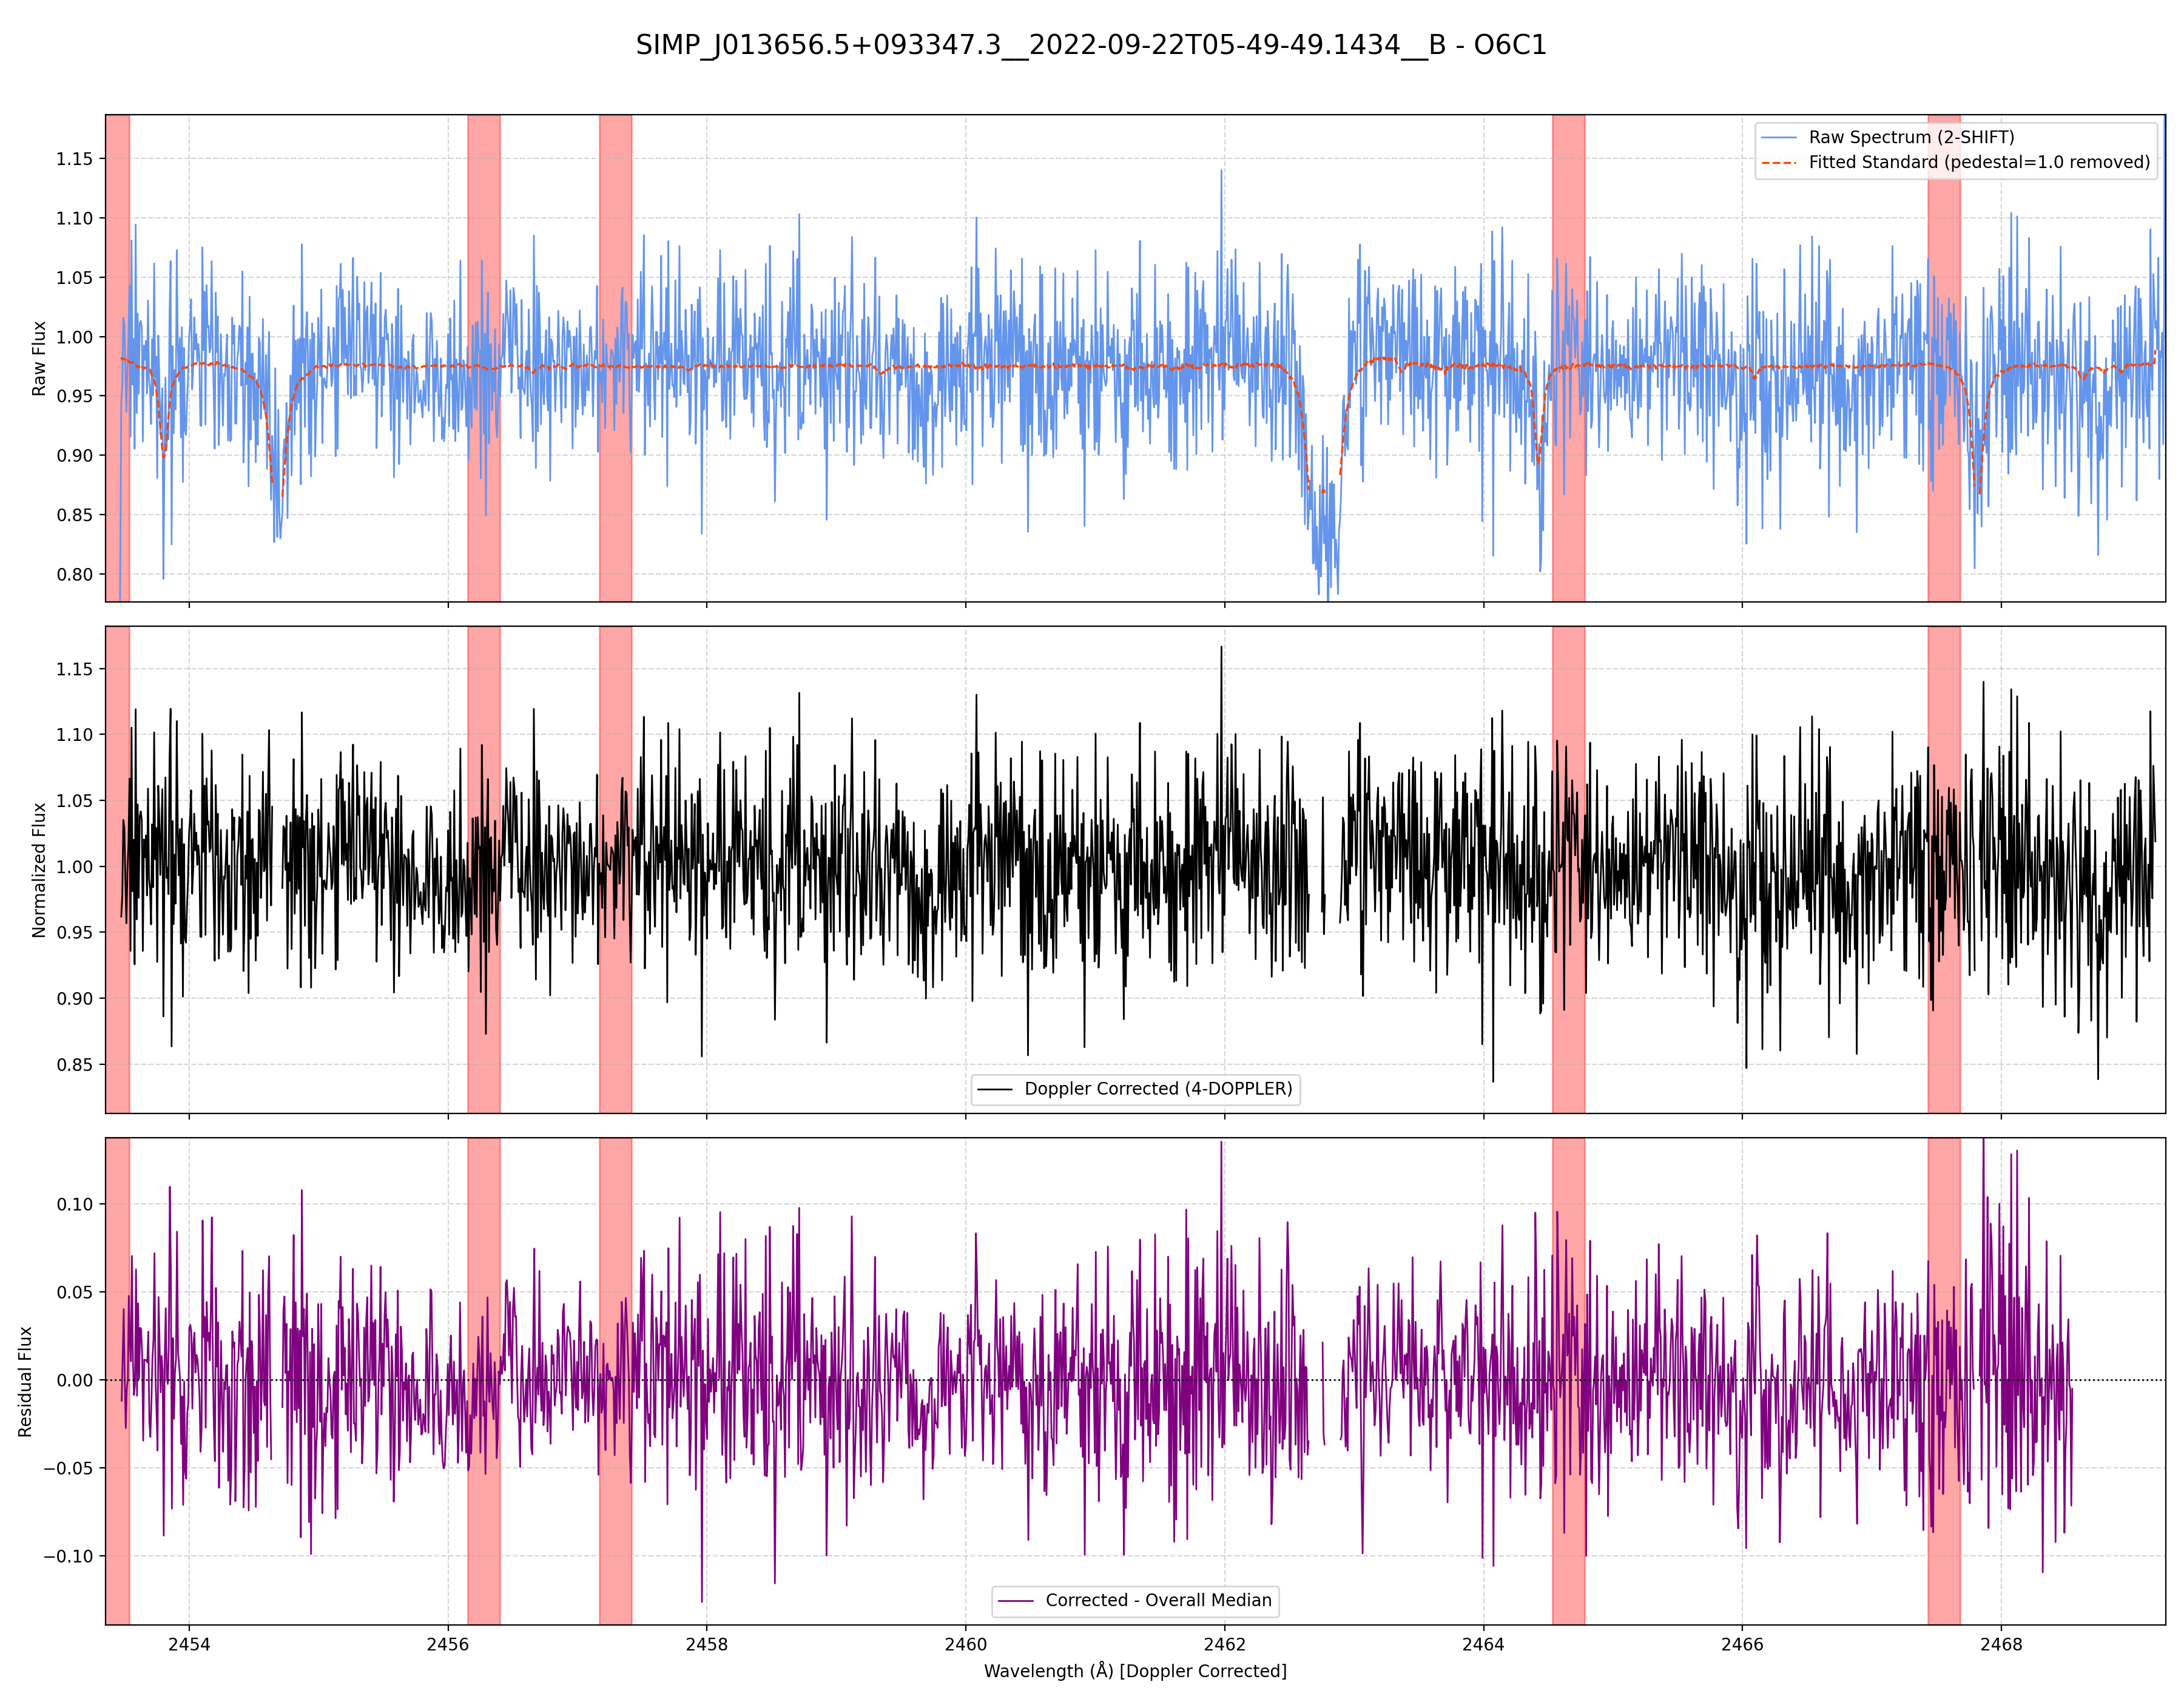 SIMP_J013656.5+093347.3__2022-09-22T05-49-49.1434__B - O6C1
Raw Flux
1.15
1.10
1.05
1.00
0.95
0.90
0.85
0.80
Raw Spectrum (2-SHIFT)
Fitted Standard (pedestal=1.0 removed)
Normalized Flux
1.15
1.10
1.05
1.00
0.95
0.90
0.85
Doppler Corrected (4-DOPPLER)
Residual Flux
0.10
0.05
0.00
−0.05
−0.10
Corrected - Overall Median
2454 2456 2458 2460 2462 2464 2466 2468
Wavelength (Å) [Doppler Corrected]